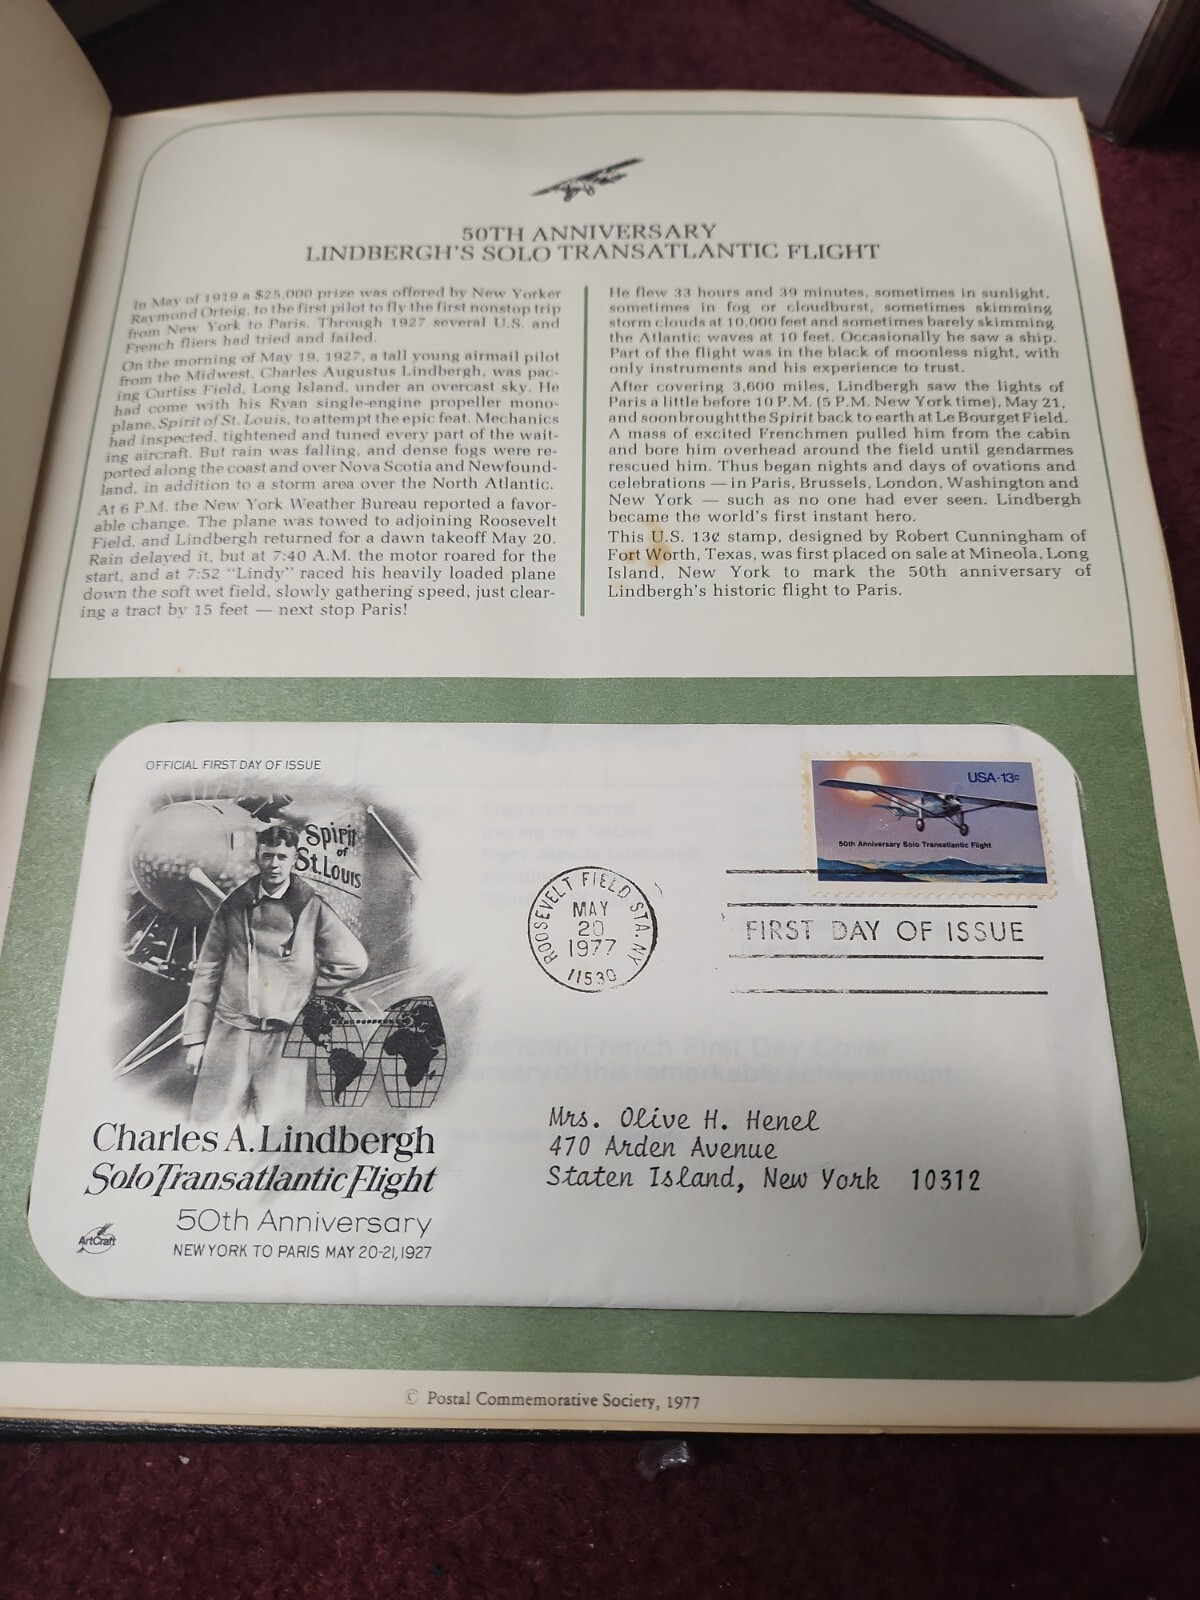 50TH ANNIVERSARY
LINDBERGH'S SOLO TRANSATLANTIC FLIGHT
In May of 1919 a $25,000 prize was offered by New Yorker
Raymond Orteig, to the first pilot to fly the first nonstop trip
from New York to Paris. Through 1927 several U.S. and
French fliers had tried and failed.
On the morning of May 19, 1927, a tall young airmail pilot
from the Midwest, Charles Augustus Lindbergh, was pac-
ing Curtiss Field, Long Island, under an overcast sky. He
had come with his Ryan single-engine propeller mono-
plane, Spirit of St. Louis, to attempt the epic feat. Mechanics
had inspected, tightened and tuned every part of the wait-
ing aircraft. But rain was falling, and dense fogs were re-
ported along the coast and over Nova Scotia and Newfound-
land, in addition to a storm area over the North Atlantic.
At 6 P.M. the New York Weather Bureau reported a favor-
able change. The plane was towed to adjoining Roosevelt
Field, and Lindbergh returned for a dawn takeoff May 20.
Rain delayed it, but at 7:40 A.M. the motor roared for the
start, and at 7:52 "Lindy" raced his heavily loaded plane
down the soft wet field, slowly gathering speed, just clear-
ing a tract by 15 feet — next stop Paris!
He flew 33 hours and 39 minutes, sometimes in sunlight,
sometimes in fog or cloudburst, sometimes skimming
storm clouds at 10,000 feet and sometimes barely skimming
the Atlantic waves at 10 feet. Occasionally he saw a ship.
Part of the flight was in the black of moonless night, with
only instruments and his experience to trust.
After covering 3,600 miles, Lindbergh saw the lights of
Paris a little before 10 P.M. (5 P.M. New York time), May 21,
and soon brought the Spirit back to earth at Le Bourget Field.
A mass of excited Frenchmen pulled him from the cabin
and bore him overhead around the field until gendarmes
rescued him. Thus began nights and days of ovations and
celebrations — in Paris, Brussels, London, Washington and
New York — such as no one had ever seen. Lindbergh
became the world's first instant hero.
This U.S. 13¢ stamp, designed by Robert Cunningham of
Fort Worth, Texas, was first placed on sale at Mineola, Long
Island, New York to mark the 50th anniversary of
Lindbergh's historic flight to Paris.
OFFICIAL FIRST DAY OF ISSUE
Spirit
of
St. Louis
USA·13c
50th Anniversary Solo Transatlantic Flight
ROOSEVELT FIELD STA. NY
MAY
20
1977
11530
FIRST DAY OF ISSUE
Mrs. Olive H. Henel
470 Arden Avenue
Staten Island, New York 10312
Charles A. Lindbergh
Solo Transatlantic Flight
50th Anniversary
NEW YORK TO PARIS MAY 20-21, 1927
ArtCraft
© Postal Commemorative Society, 1977